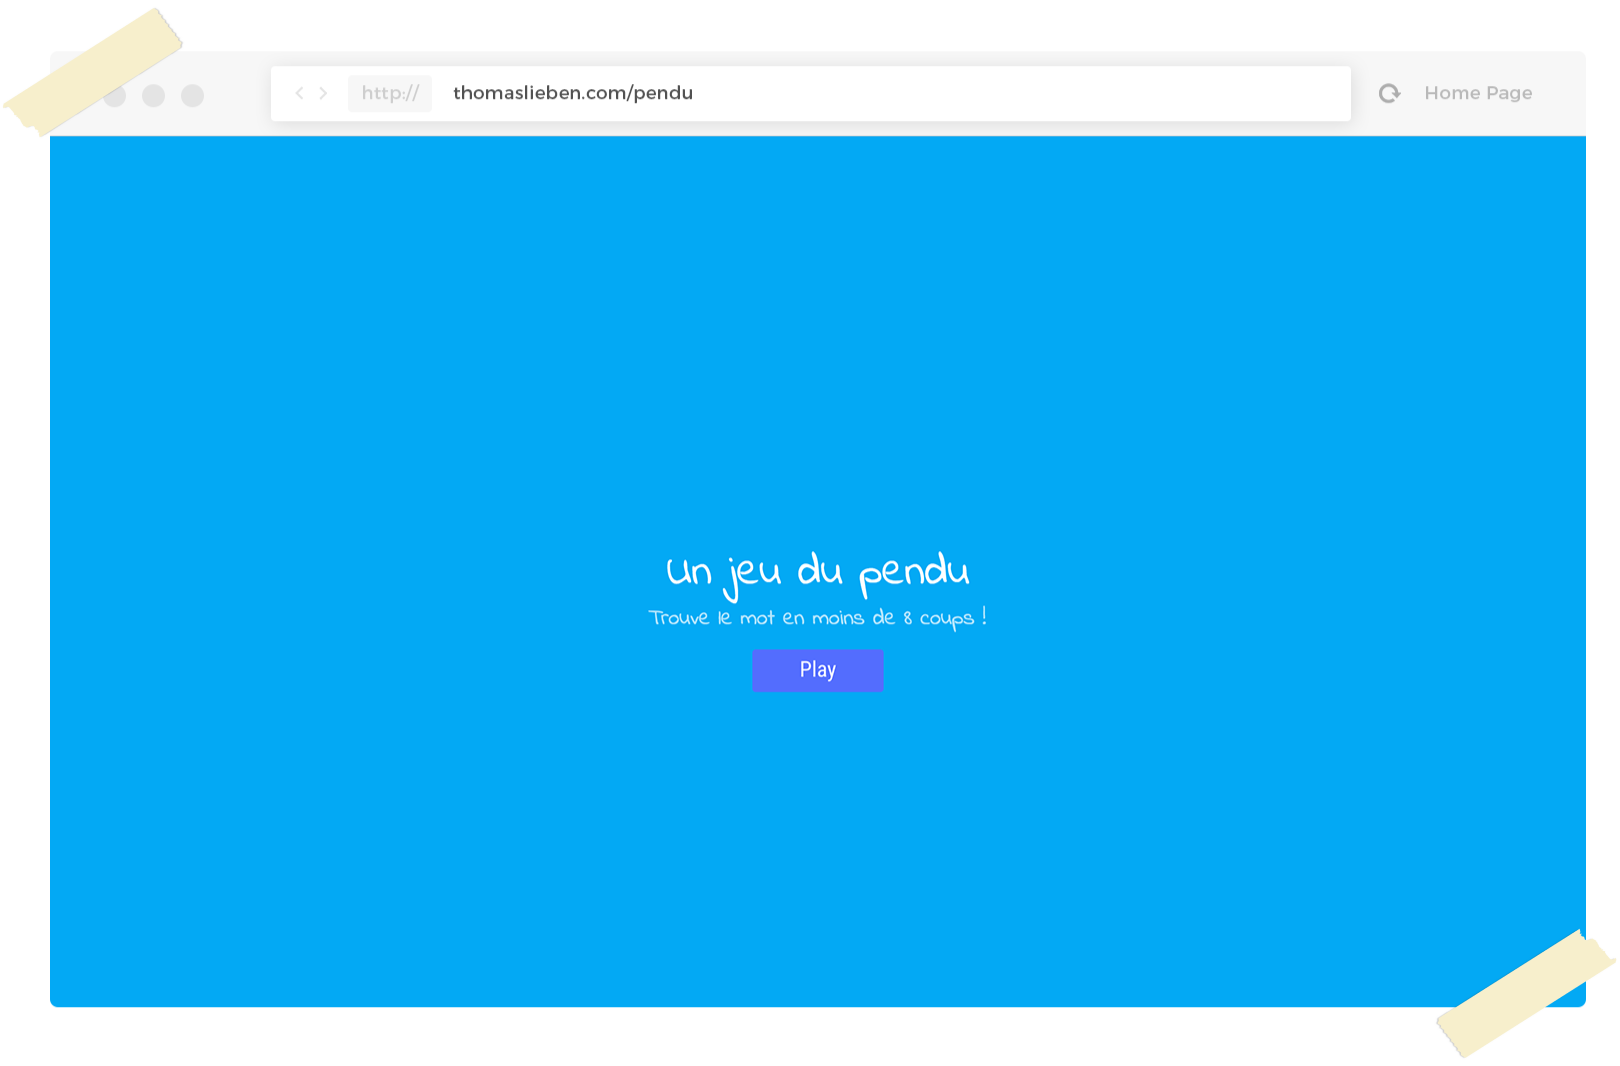 http:// thomaslieben.com/pendu Home Page
Un jeu du pendu
Trouve le mot en moins de 8 coups !
Play